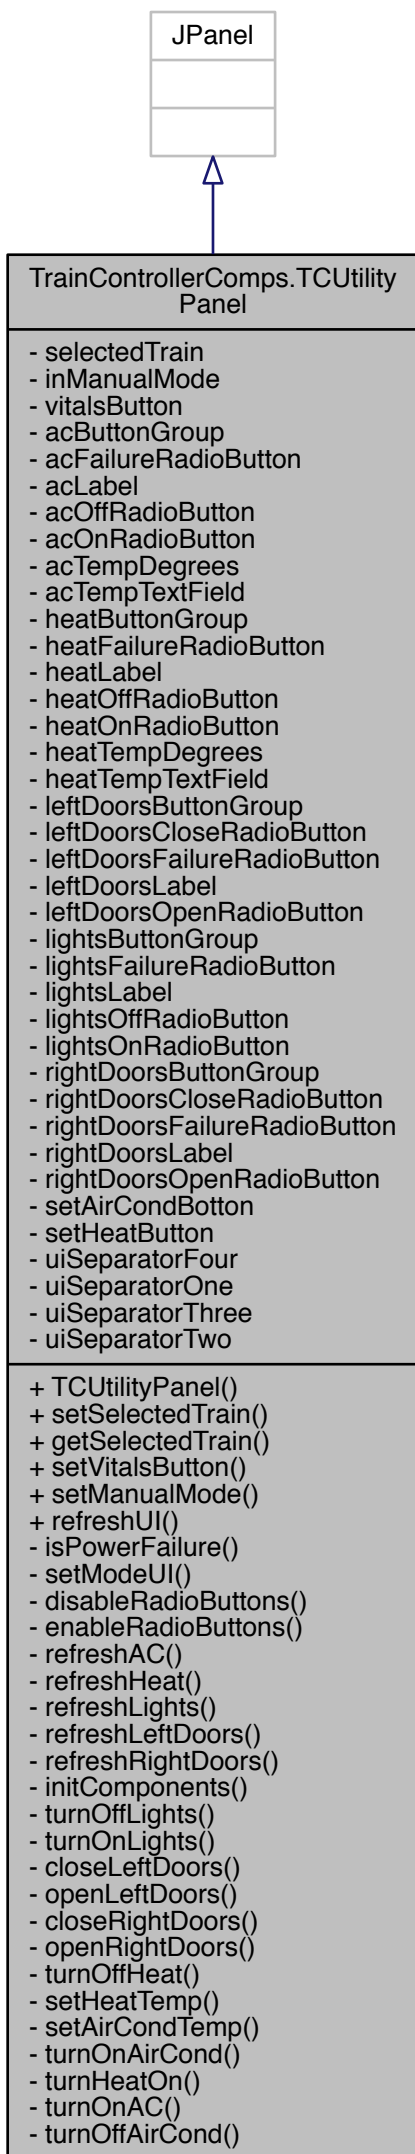 JPanel
TrainControllerComps.TCUtility
Panel
- selectedTrain
- inManualMode
- vitalsButton
- acButtonGroup
- acFailureRadioButton
- acLabel
- acOffRadioButton
- acOnRadioButton
- acTempDegrees
- acTempTextField
- heatButtonGroup
- heatFailureRadioButton
- heatLabel
- heatOffRadioButton
- heatOnRadioButton
- heatTempDegrees
- heatTempTextField
- leftDoorsButtonGroup
- leftDoorsCloseRadioButton
- leftDoorsFailureRadioButton
- leftDoorsLabel
- leftDoorsOpenRadioButton
- lightsButtonGroup
- lightsFailureRadioButton
- lightsLabel
- lightsOffRadioButton
- lightsOnRadioButton
- rightDoorsButtonGroup
- rightDoorsCloseRadioButton
- rightDoorsFailureRadioButton
- rightDoorsLabel
- rightDoorsOpenRadioButton
- setAirCondBotton
- setHeatButton
- uiSeparatorFour
- uiSeparatorOne
- uiSeparatorThree
- uiSeparatorTwo
+ TCUtilityPanel()
+ setSelectedTrain()
+ getSelectedTrain()
+ setVitalsButton()
+ setManualMode()
+ refreshUI()
- isPowerFailure()
- setModeUI()
- disableRadioButtons()
- enableRadioButtons()
- refreshAC()
- refreshHeat()
- refreshLights()
- refreshLeftDoors()
- refreshRightDoors()
- initComponents()
- turnOffLights()
- turnOnLights()
- closeLeftDoors()
- openLeftDoors()
- closeRightDoors()
- openRightDoors()
- turnOffHeat()
- setHeatTemp()
- setAirCondTemp()
- turnOnAirCond()
- turnHeatOn()
- turnOnAC()
- turnOffAirCond()